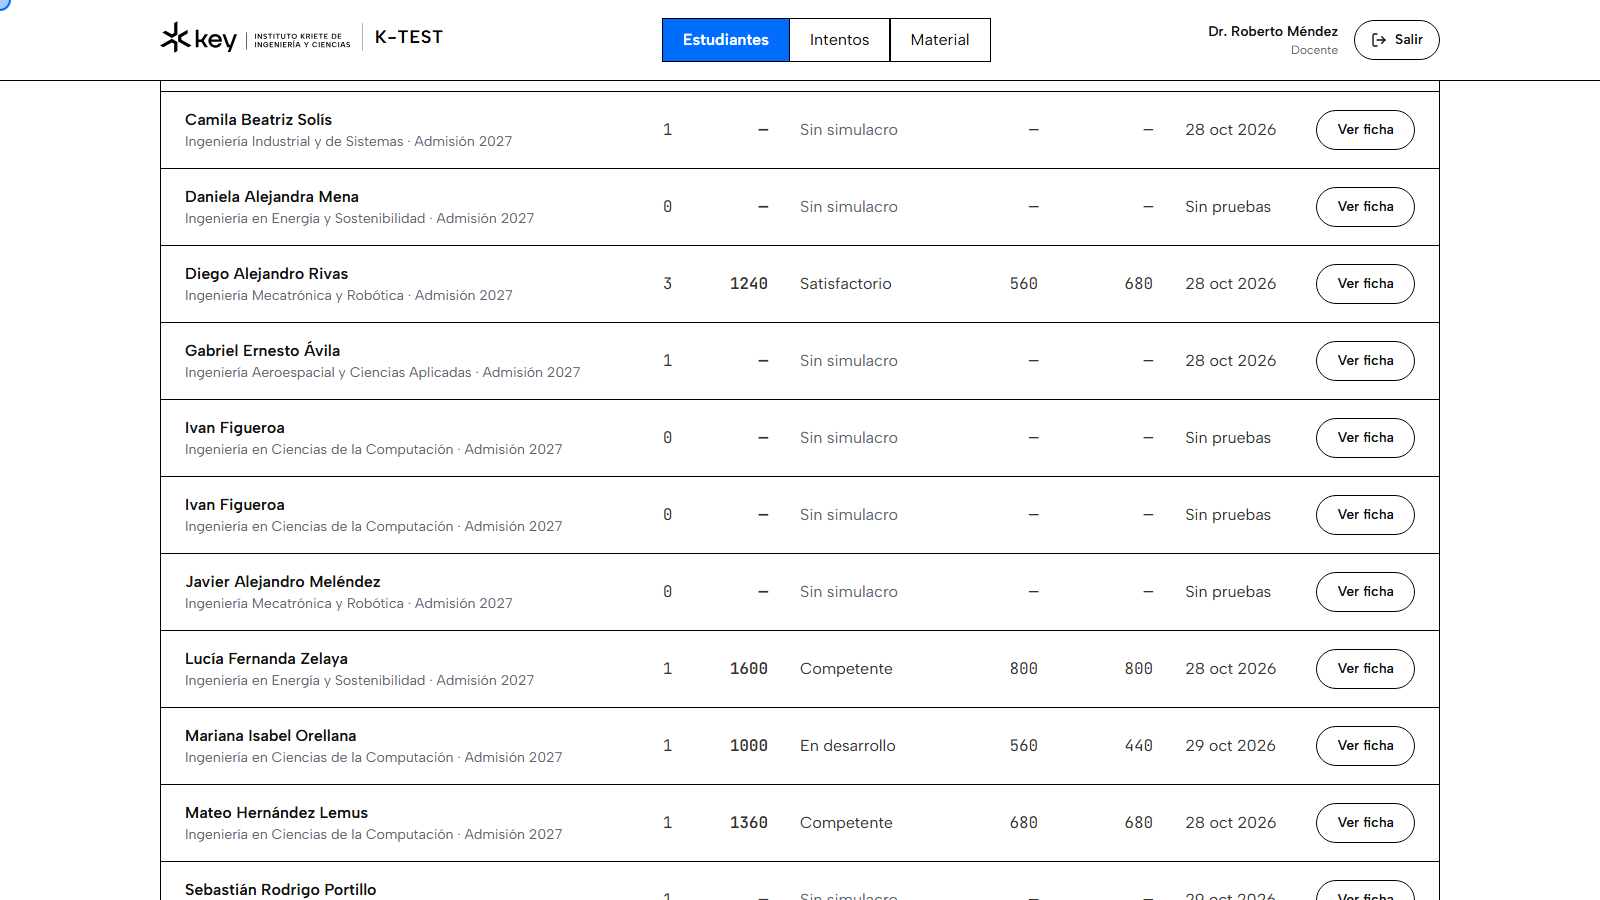 key
INSTITUTO KRIETE DE
INGENIERÍA Y CIENCIAS
K-TEST
Estudiantes
Intentos
Material
Dr. Roberto Méndez
Docente
Salir
Camila Beatriz Solís
Ingeniería Industrial y de Sistemas · Admisión 2027
1 — Sin simulacro — — 28 oct 2026 Ver ficha
Daniela Alejandra Mena
Ingeniería en Energía y Sostenibilidad · Admisión 2027
0 — Sin simulacro — — Sin pruebas Ver ficha
Diego Alejandro Rivas
Ingeniería Mecatrónica y Robótica · Admisión 2027
3 1240 Satisfactorio 560 680 28 oct 2026 Ver ficha
Gabriel Ernesto Ávila
Ingeniería Aeroespacial y Ciencias Aplicadas · Admisión 2027
1 — Sin simulacro — — 28 oct 2026 Ver ficha
Ivan Figueroa
Ingeniería en Ciencias de la Computación · Admisión 2027
0 — Sin simulacro — — Sin pruebas Ver ficha
Ivan Figueroa
Ingeniería en Ciencias de la Computación · Admisión 2027
0 — Sin simulacro — — Sin pruebas Ver ficha
Javier Alejandro Meléndez
Ingeniería Mecatrónica y Robótica · Admisión 2027
0 — Sin simulacro — — Sin pruebas Ver ficha
Lucía Fernanda Zelaya
Ingeniería en Energía y Sostenibilidad · Admisión 2027
1 1600 Competente 800 800 28 oct 2026 Ver ficha
Mariana Isabel Orellana
Ingeniería en Ciencias de la Computación · Admisión 2027
1 1000 En desarrollo 560 440 29 oct 2026 Ver ficha
Mateo Hernández Lemus
Ingeniería en Ciencias de la Computación · Admisión 2027
1 1360 Competente 680 680 28 oct 2026 Ver ficha
Sebastián Rodrigo Portillo
1 — Sin simulacro — — 29 oct 2026 Ver ficha